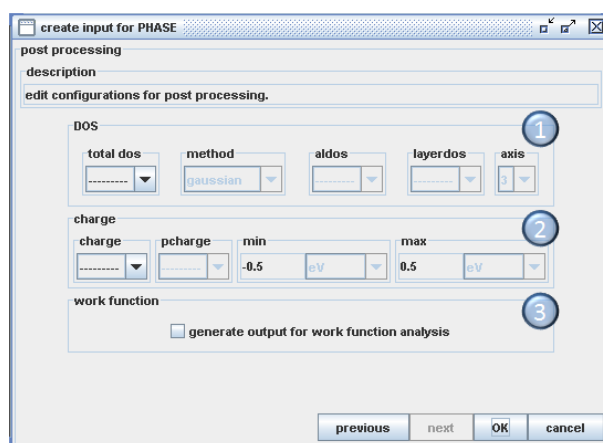 create input for PHASE
post processing
description
edit configurations for post processing.
DOS
1
total dos method aldos layerdos axis
--------- gaussian --------- --------- 3
charge
2
charge pcharge min max
--------- --------- -0.5 eV 0.5 eV
work function
3
generate output for work function analysis
previous next OK cancel